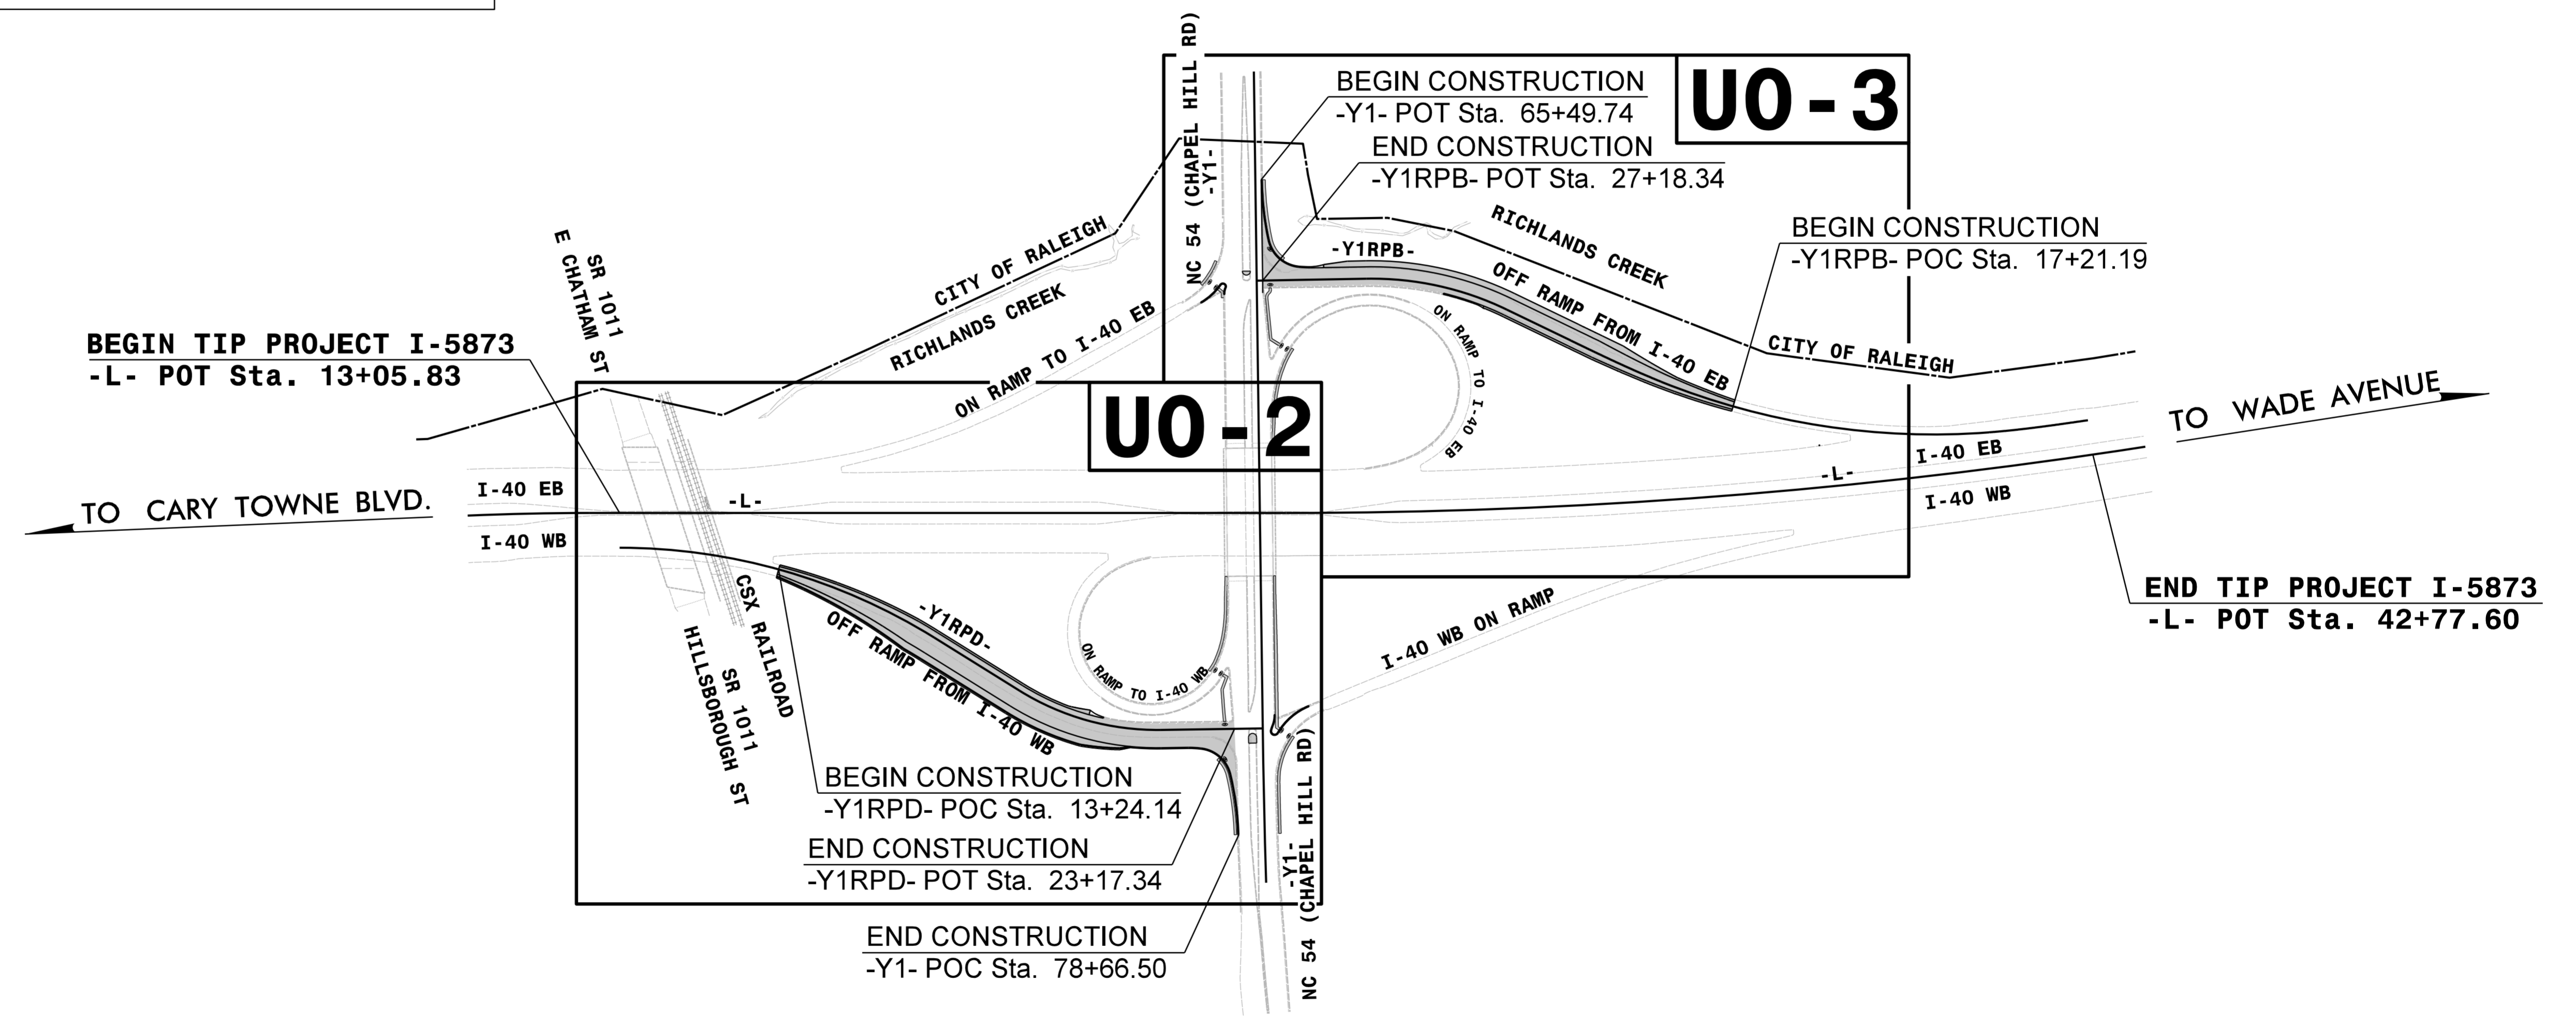 NC 54 (CHAPEL HILL RD)
-Y1-
BEGIN CONSTRUCTION
-Y1- POT Sta. 65+49.74
END CONSTRUCTION
-Y1RPB- POT Sta. 27+18.34
UO-3
BEGIN CONSTRUCTION
-Y1RPB- POC Sta. 17+21.19
RICHLANDS CREEK
-Y1RPB-
OFF RAMP FROM I-40 EB
CITY OF RALEIGH
ON RAMP TO I-40 EB
CITY OF RALEIGH
RICHLANDS CREEK
ON RAMP TO I-40 EB
SR 1011
E CHATHAM ST
BEGIN TIP PROJECT I-5873
-L- POT Sta. 13+05.83
UO-2
TO WADE AVENUE
I-40 EB
-L-
I-40 WB
TO CARY TOWNE BLVD.
I-40 EB
-L-
I-40 WB
END TIP PROJECT I-5873
-L- POT Sta. 42+77.60
CSX RAILROAD
SR 1011
HILLSBOROUGH ST
-Y1RPD-
OFF RAMP FROM I-40 WB
ON RAMP TO I-40 WB
I-40 WB ON RAMP
BEGIN CONSTRUCTION
-Y1RPD- POC Sta. 13+24.14
END CONSTRUCTION
-Y1RPD- POT Sta. 23+17.34
END CONSTRUCTION
-Y1- POC Sta. 78+66.50
-Y1-
NC 54 (CHAPEL HILL RD)